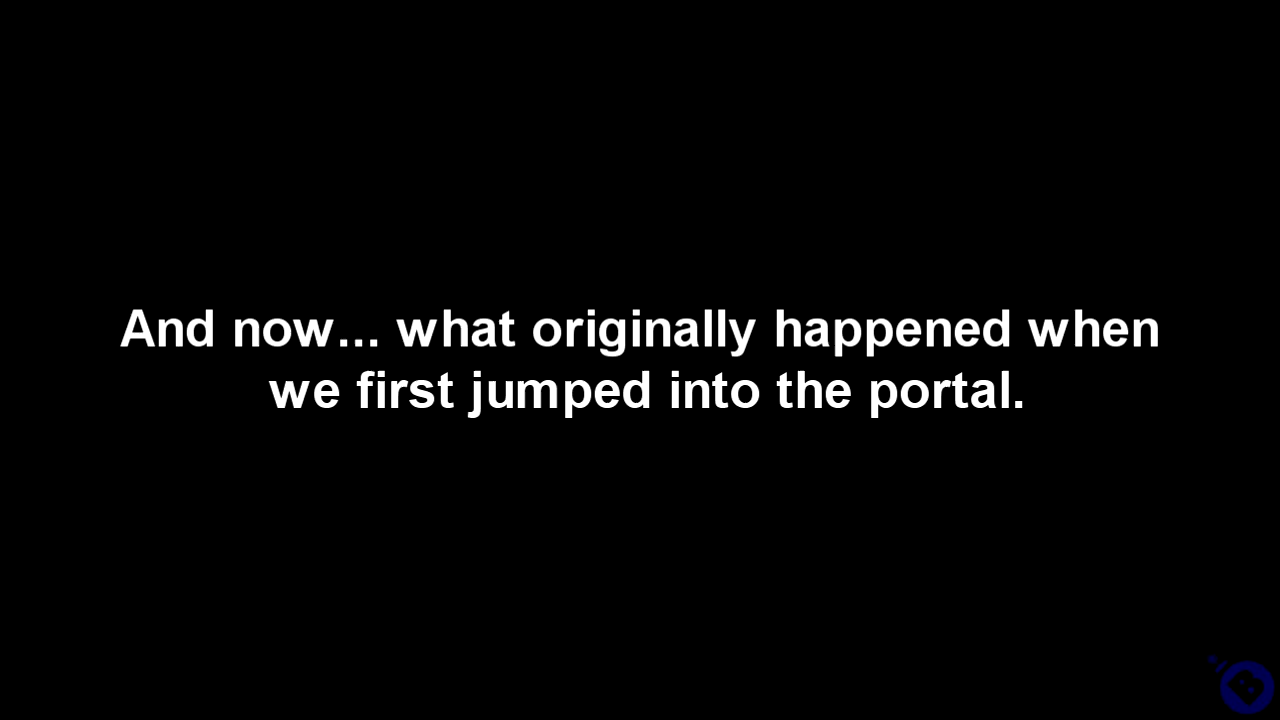 And now... what originally happened when
we first jumped into the portal.